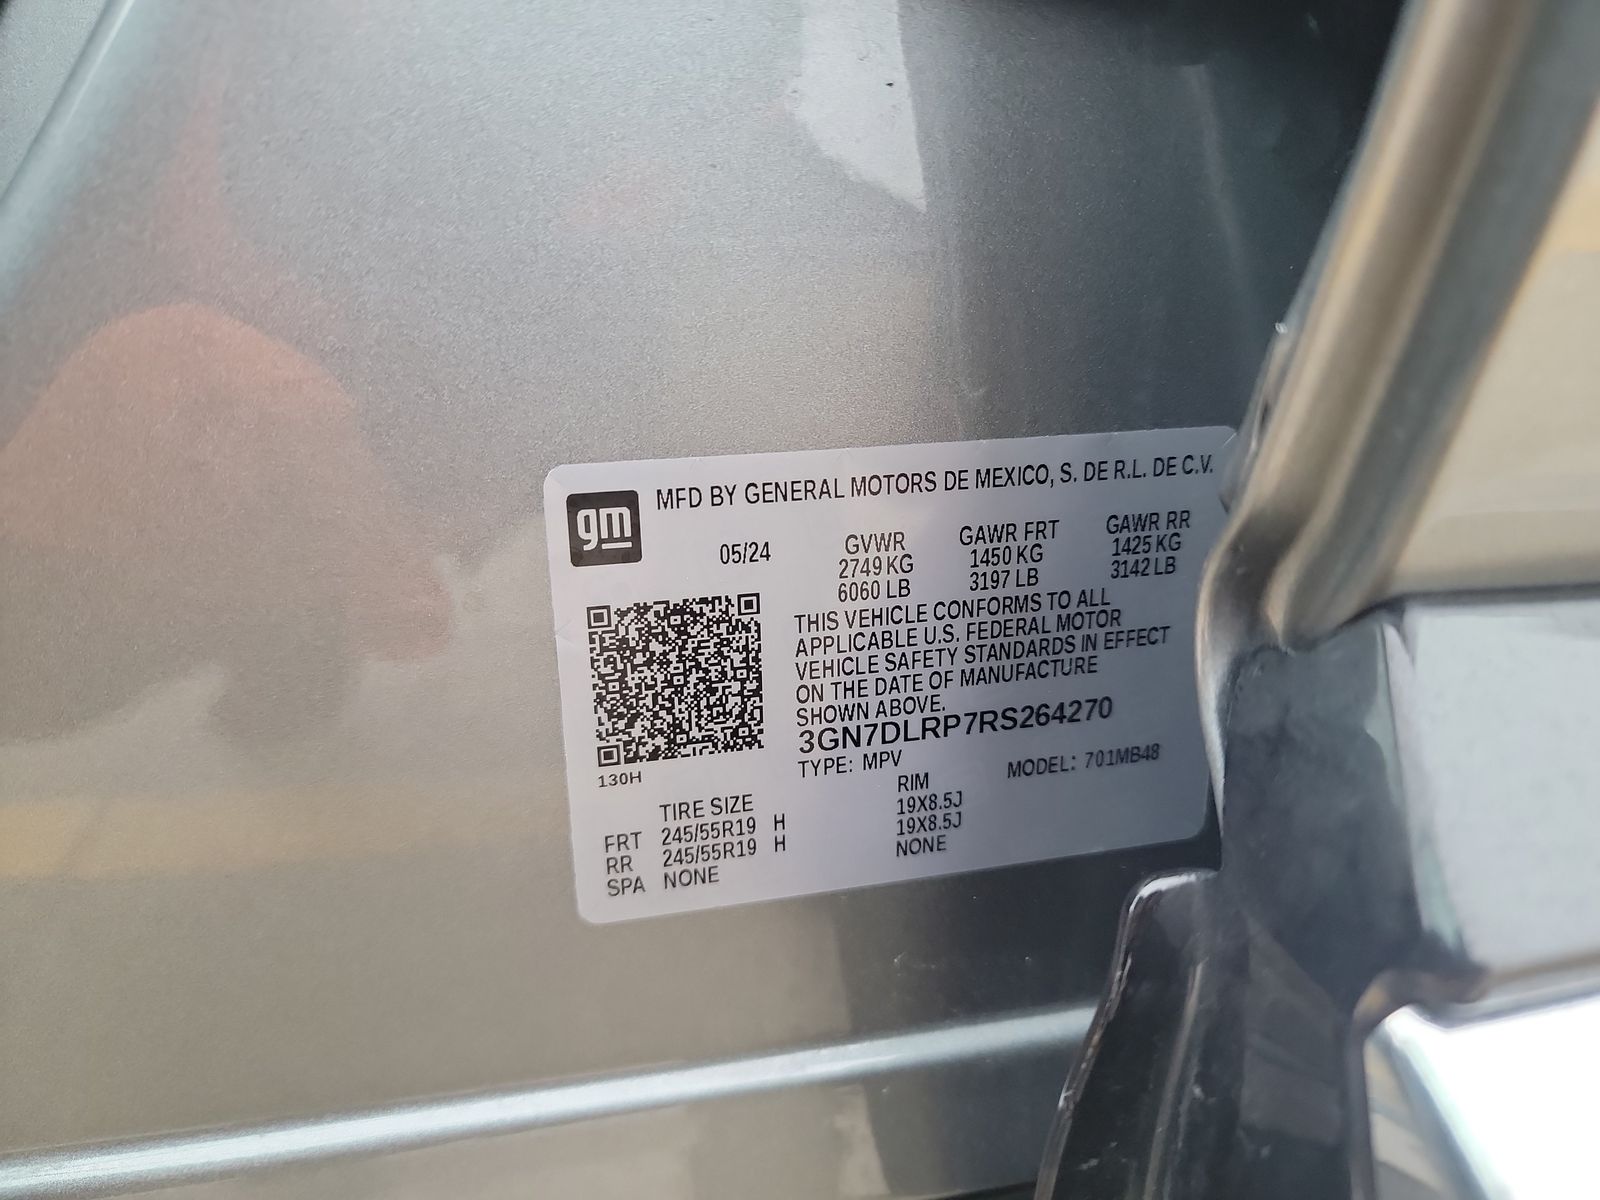 gm
MFD BY GENERAL MOTORS DE MEXICO, S. DE R.L. DE C.V.
05/24 GVWR GAWR FRT GAWR RR
2749 KG 1450 KG 1425 KG
6060 LB 3197 LB 3142 LB
THIS VEHICLE CONFORMS TO ALL
APPLICABLE U.S. FEDERAL MOTOR
VEHICLE SAFETY STANDARDS IN EFFECT
ON THE DATE OF MANUFACTURE
SHOWN ABOVE.
3GN7DLRP7RS264270
130H
TYPE: MPV MODEL: 701MB48
TIRE SIZE RIM
FRT 245/55R19 H 19X8.5J
RR 245/55R19 H 19X8.5J
SPA NONE NONE